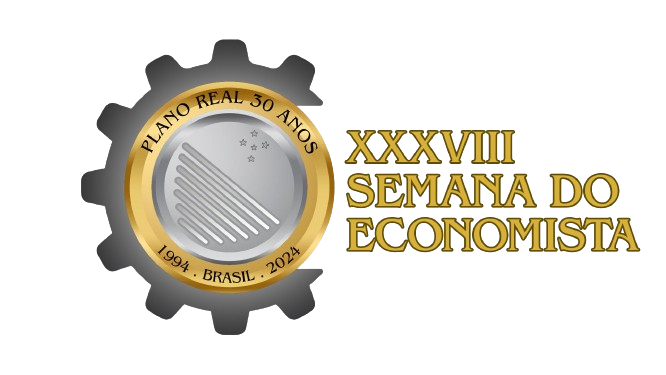 PLANO REAL 30 ANOS
1994 . BRASIL . 2024
XXXVIII
SEMANA DO
ECONOMISTA